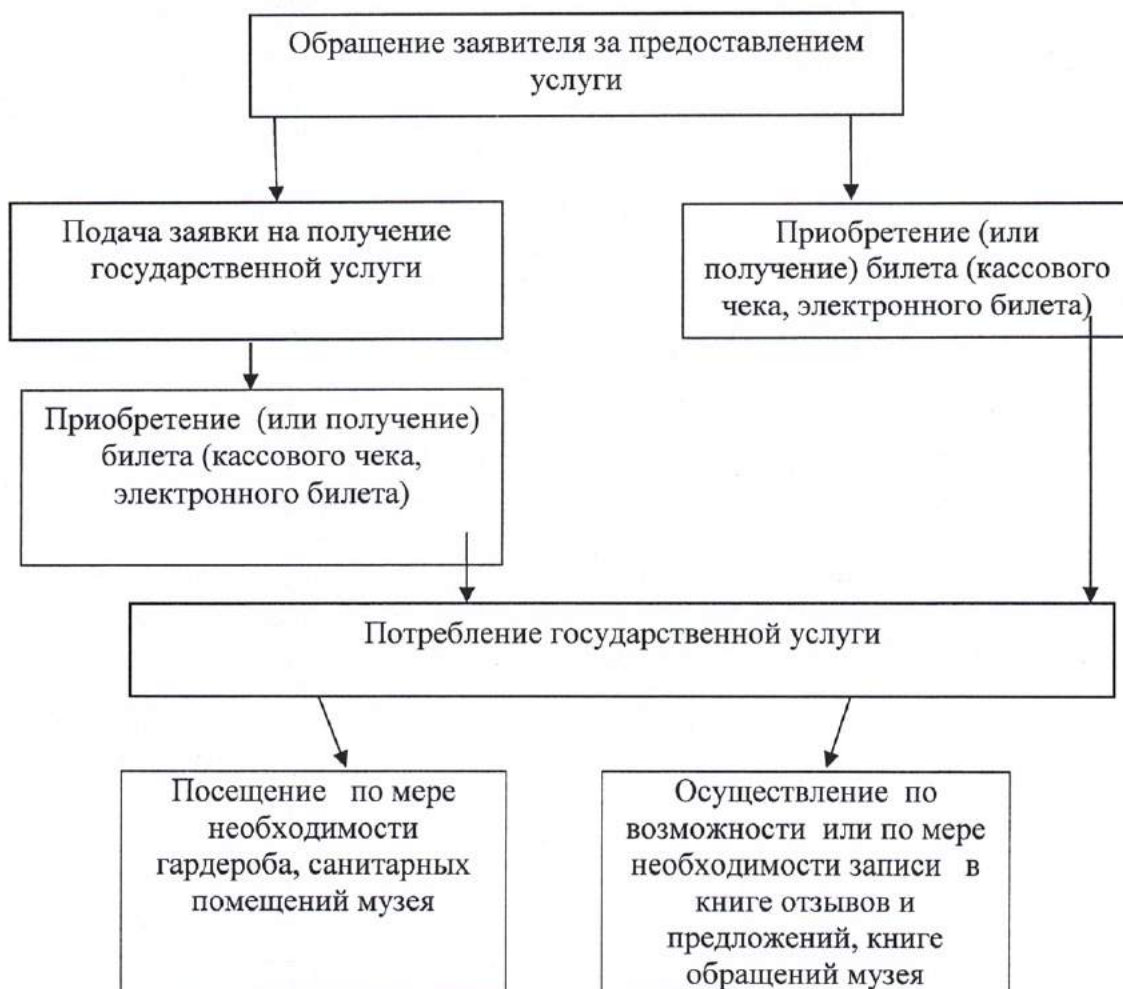 Обращение заявителя за предоставлением
услуги
Подача заявки на получение
государственной услуги
Приобретение (или
получение) билета (кассового
чека, электронного билета)
Приобретение (или получение)
билета (кассового чека,
электронного билета)
Потребление государственной услуги
Посещение по мере
необходимости
гардероба, санитарных
помещений музея
Осуществление по
возможности или по мере
необходимости записи в
книге отзывов и
предложений, книге
обращений музея